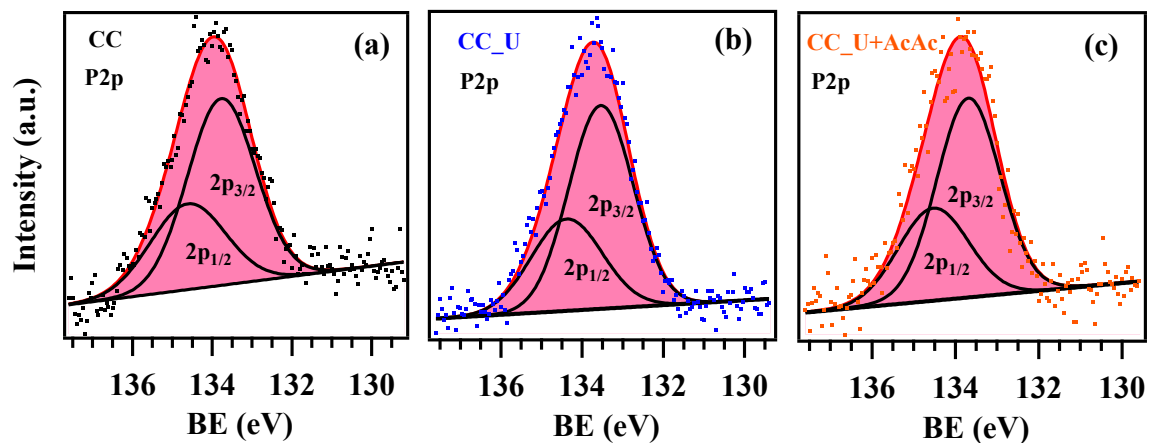 Intensity (a.u.)
CC
P2p
(a)
2p3/2
2p1/2
136 134 132 130
BE (eV)
CC_U
P2p
(b)
2p3/2
2p1/2
136 134 132 130
BE (eV)
CC_U+AcAc
P2p
(c)
2p3/2
2p1/2
136 134 132 130
BE (eV)